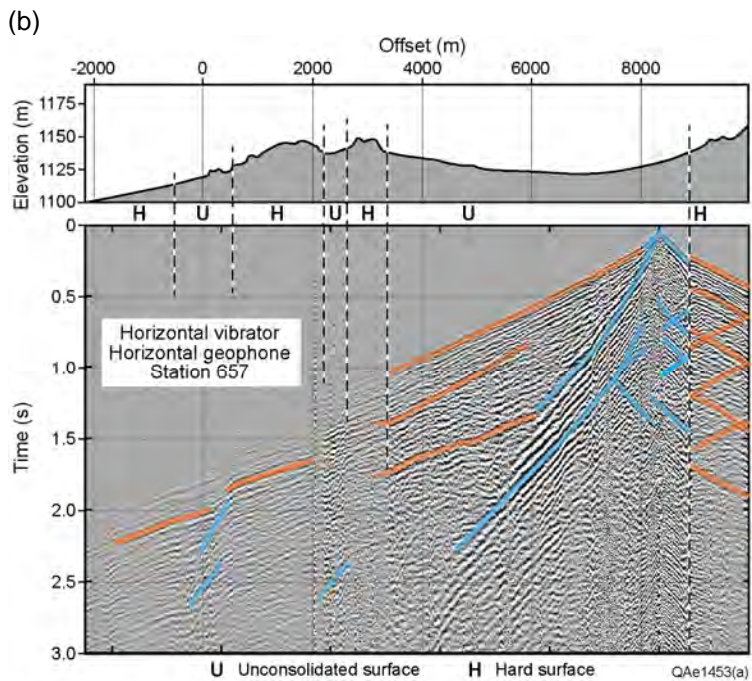 (b)
Offset (m)
-2000 0 2000 4000 6000 8000
Elevation (m)
1175
1150
1125
1100
H U H U H U H
Time (s)
0
0.5
1.0
1.5
2.0
2.5
3.0
Horizontal vibrator
Horizontal geophone
Station 657
U Unconsolidated surface H Hard surface
QAe1453(a)